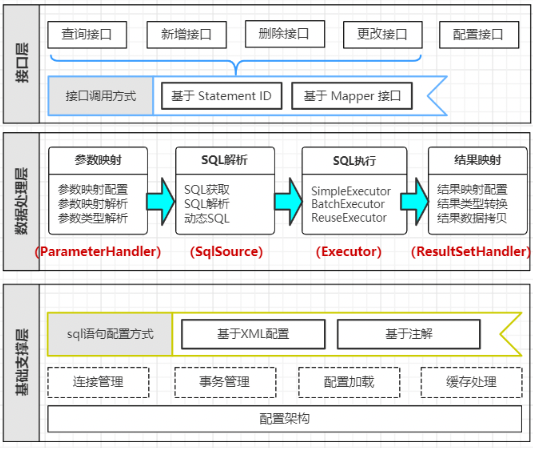 接口层
查询接口
新增接口
删除接口
更改接口
配置接口
接口调用方式
基于 Statement ID
基于 Mapper 接口
数据处理层
参数映射
参数映射配置
参数映射解析
参数类型解析
(ParameterHandler)
SQL解析
SQL获取
SQL解析
动态SQL
(SqlSource)
SQL执行
SimpleExecutor
BatchExecutor
ReuseExecutor
(Executor)
结果映射
结果映射配置
结果类型转换
结果数据拷贝
(ResultSetHandler)
基础支撑层
sql语句配置方式
基于XML配置
基于注解
连接管理
事务管理
配置加载
缓存处理
配置架构